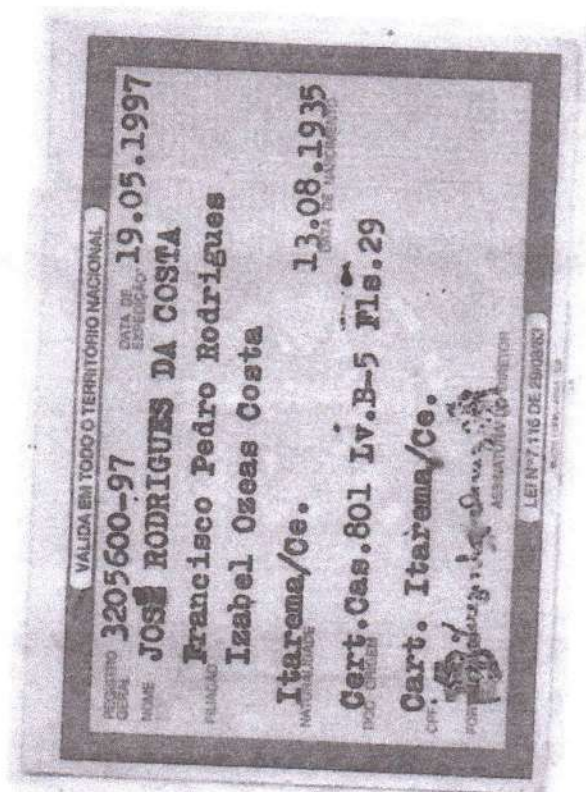 VALIDA EM TODO O TERRITÓRIO NACIONAL
REGISTRO GERAL 3205600-97 DATA DE EXPEDIÇÃO 19.05.1997
NOME JOSÉ RODRIGUES DA COSTA
FILIAÇÃO Francisco Pedro Rodrigues
Izabel Ozeas Costa
NATURALIDADE Itarema/Ce. DATA DE NASCIMENTO 13.08.1935
DOC ORIGEM Cert.Cas.801 Lv.B-5 Fls.29
Cart. Itarema/Ce.
CPF
ASSINATURA DO DIRETOR
LEI Nº 7.116 DE 29/08/83